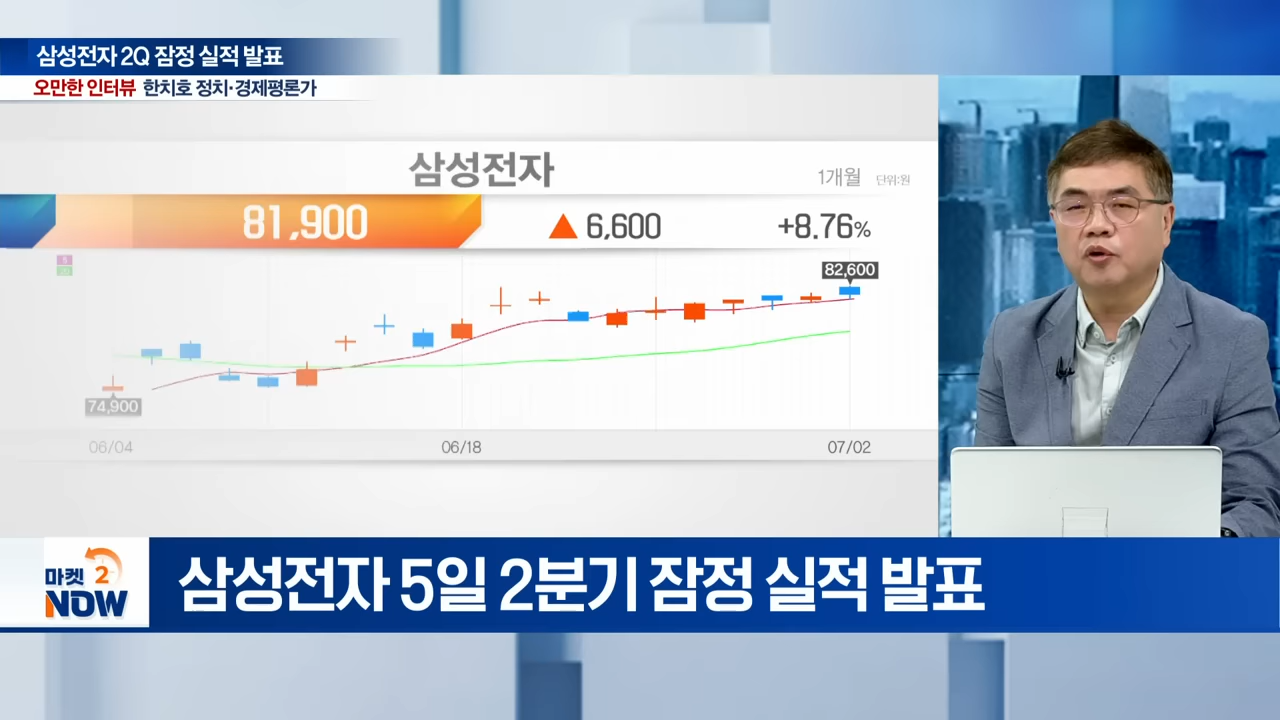 삼성전자 2Q 잠정 실적 발표
오만한 인터뷰 한치호 정치·경제평론가
삼성전자
1개월 단위:원
81,900 ▲ 6,600 +8.76%
5
20
82,600
74,900
06/04 06/18 07/02
마켓 2
NOW
삼성전자 5일 2분기 잠정 실적 발표